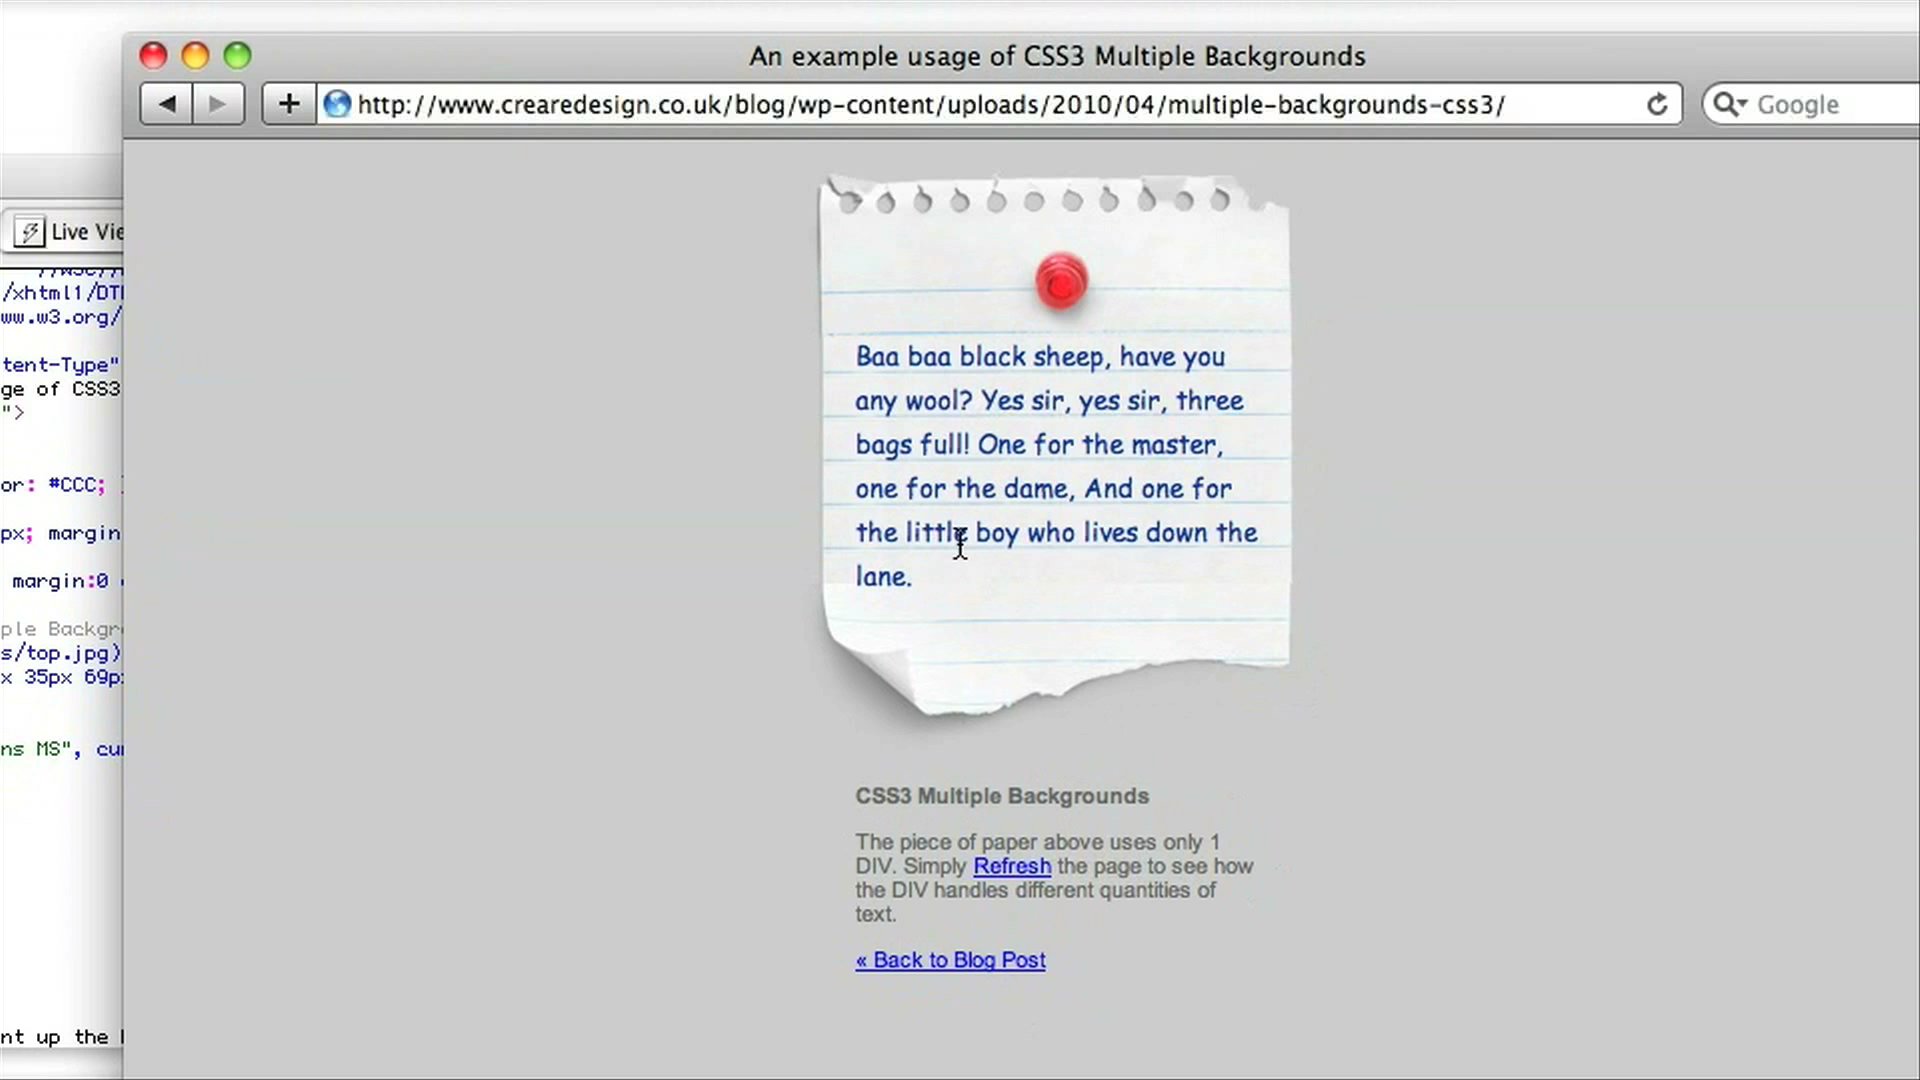 An example usage of CSS3 Multiple Backgrounds
http://www.crearedesign.co.uk/blog/wp-content/uploads/2010/04/multiple-backgrounds-css3/
Google
Live Vie
/xhtml1/DT
ww.w3.org/
tent-Type"
ge of CSS3
">
or: #CCC;
px; margin
margin:0
ple Backgr
s/top.jpg)
x 35px 69p
ns MS", cu
nt up the
Baa baa black sheep, have you
any wool? Yes sir, yes sir, three
bags full! One for the master,
one for the dame, And one for
the little boy who lives down the
lane.
CSS3 Multiple Backgrounds
The piece of paper above uses only 1
DIV. Simply Refresh the page to see how
the DIV handles different quantities of
text.
« Back to Blog Post